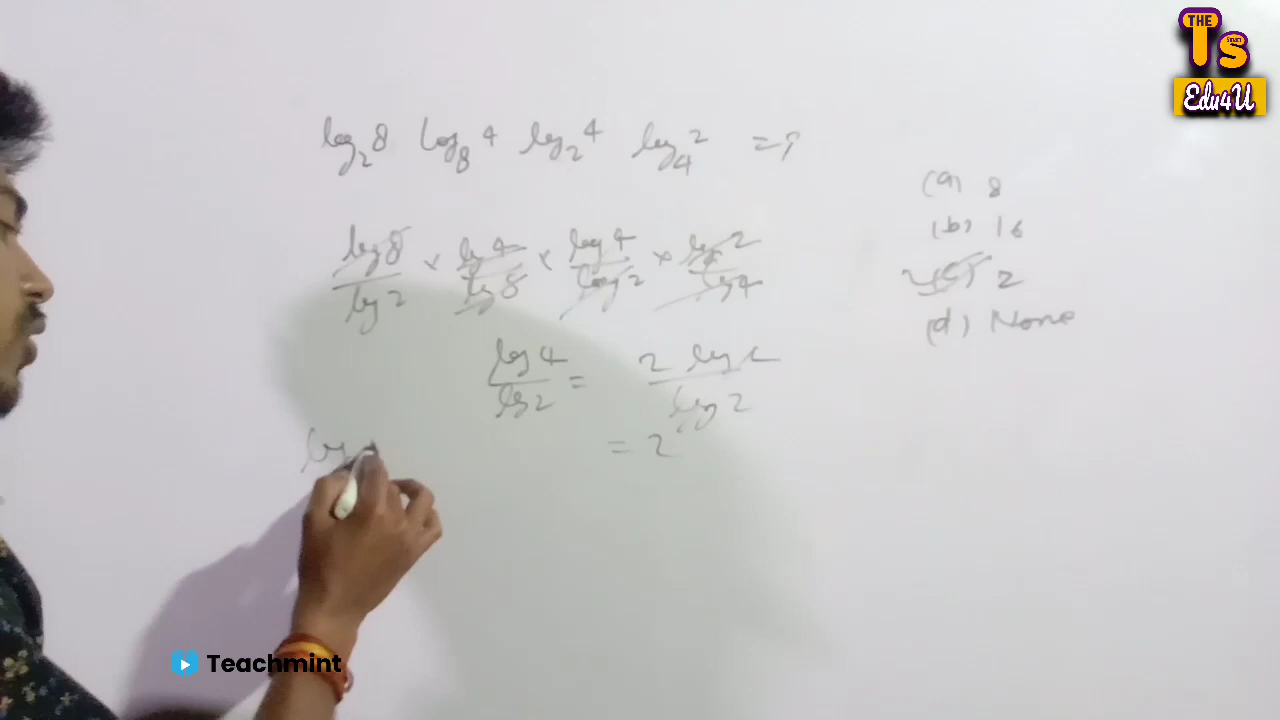 THE
Ts
Edu4U
log₂8 log₈4 log₂4 log₄2 = ?
(a) 8
(b) 16
(c) 2
(d) None
log 8 / log 2 × log 4 / log 8 × log 4 / log 2 × log 2 / log 4
log 4 / log 2 = 2 log 2 / log 2
= 2
log
Teachmint